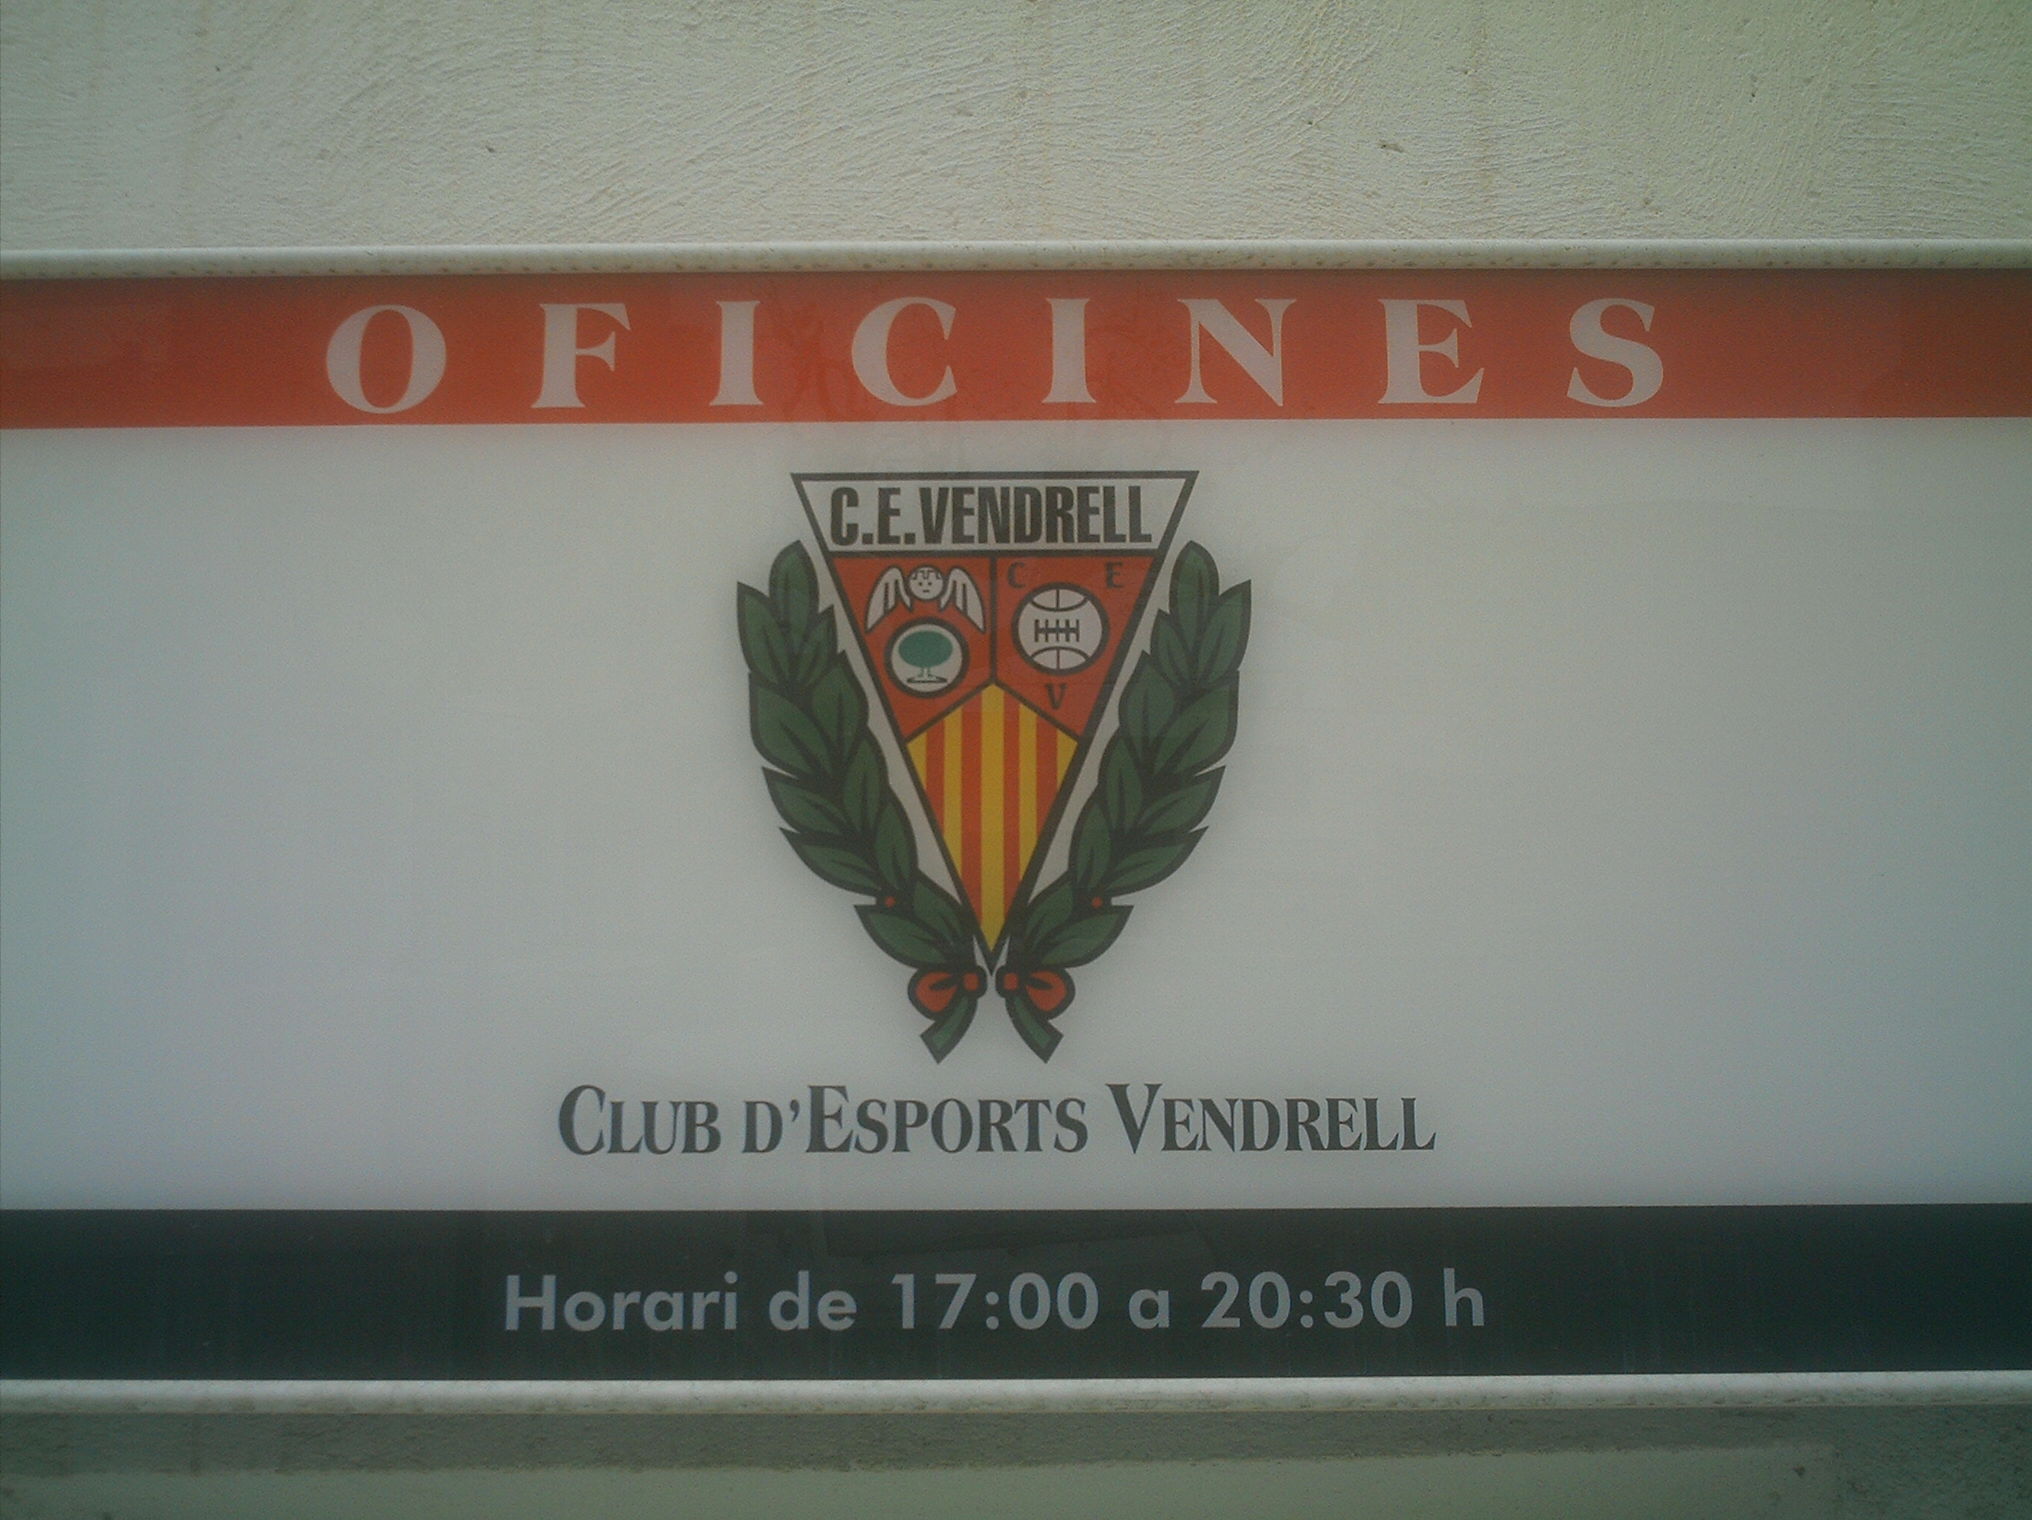 OFICINES
C.E.VENDRELL
C E
V
CLUB D'ESPORTS VENDRELL
Horari de 17:00 a 20:30 h